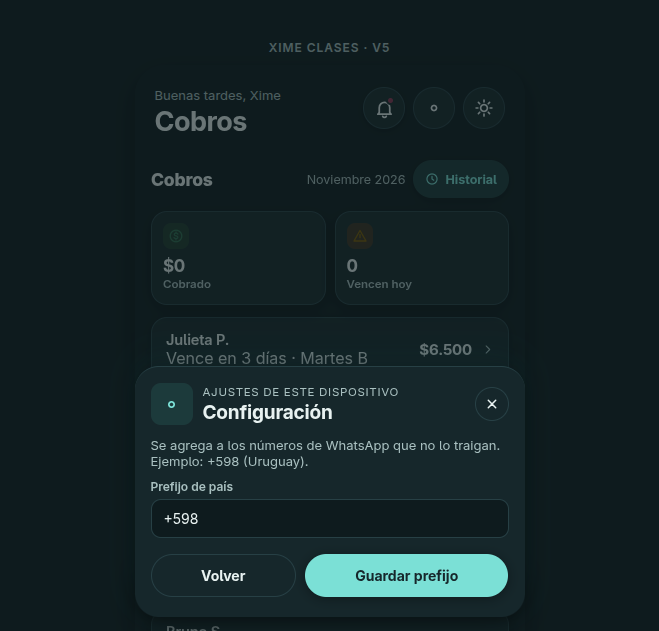 XIME CLASES · V5
Buenas tardes, Xime
Cobros
Cobros
Noviembre 2026
Historial
$0
Cobrado
0
Vencen hoy
Julieta P.
Vence en 3 días · Martes B
$6.500
AJUSTES DE ESTE DISPOSITIVO
Configuración
Se agrega a los números de WhatsApp que no lo traigan.
Ejemplo: +598 (Uruguay).
Prefijo de país
+598
Volver
Guardar prefijo
Bruno S.